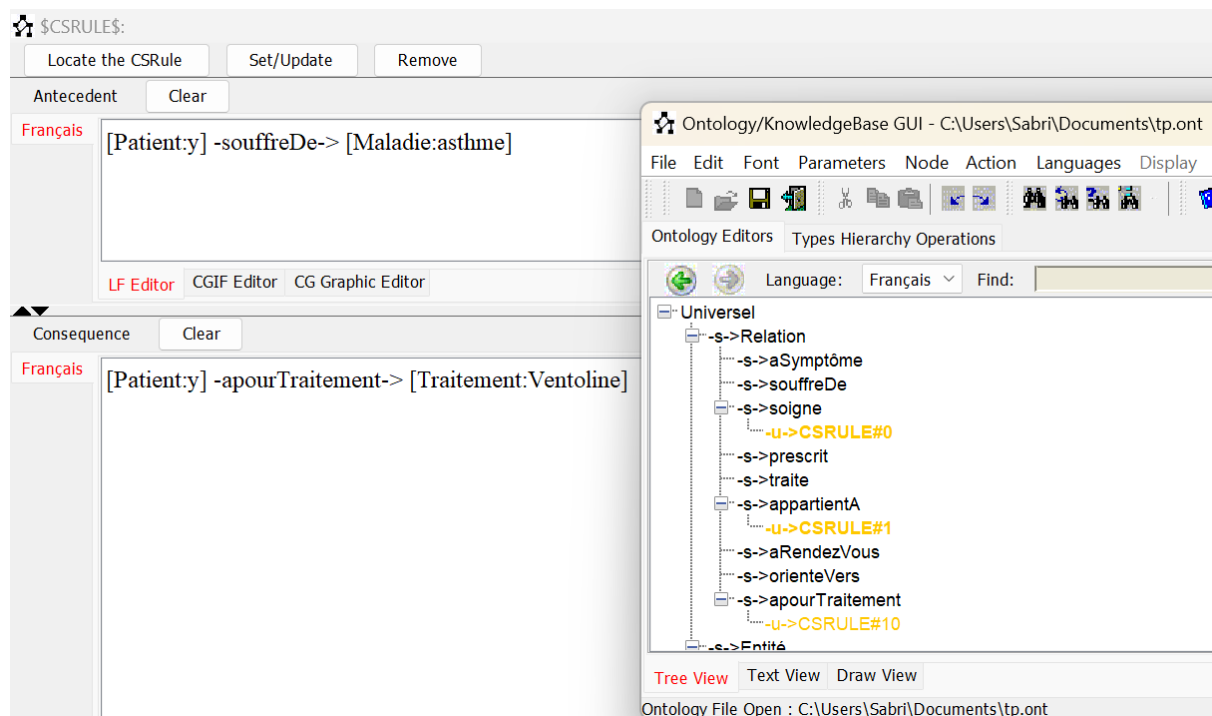 $CSRULE$:
Locate the CSRule Set/Update Remove
Antecedent Clear
Français
[Patient:y] -souffreDe-> [Maladie:asthme]
LF Editor CGIF Editor CG Graphic Editor
Consequence Clear
Français
[Patient:y] -apourTraitement-> [Traitement:Ventoline]
Ontology/KnowledgeBase GUI - C:\Users\Sabri\Documents\tp.ont
File Edit Font Parameters Node Action Languages Display
Ontology Editors Types Hierarchy Operations
Language: Français Find:
Universel
-s->Relation
-s->aSymptôme
-s->souffreDe
-s->soigne
-u->CSRULE#0
-s->prescrit
-s->traite
-s->appartientA
-u->CSRULE#1
-s->aRendezVous
-s->orienteVers
-s->apourTraitement
-u->CSRULE#10
-s->Entité
Tree View Text View Draw View
Ontology File Open : C:\Users\Sabri\Documents\tp.ont